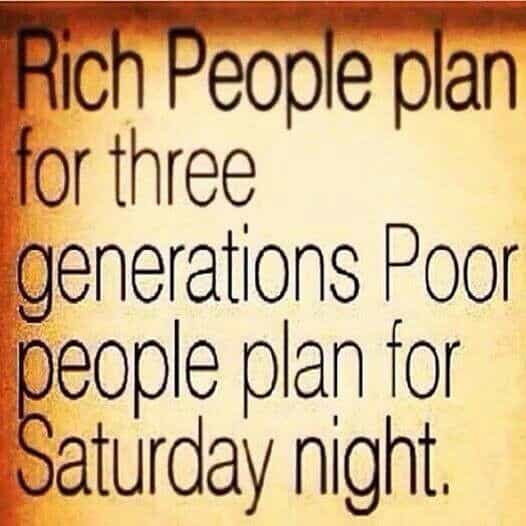 Rich People plan
for three
generations Poor
people plan for
Saturday night.